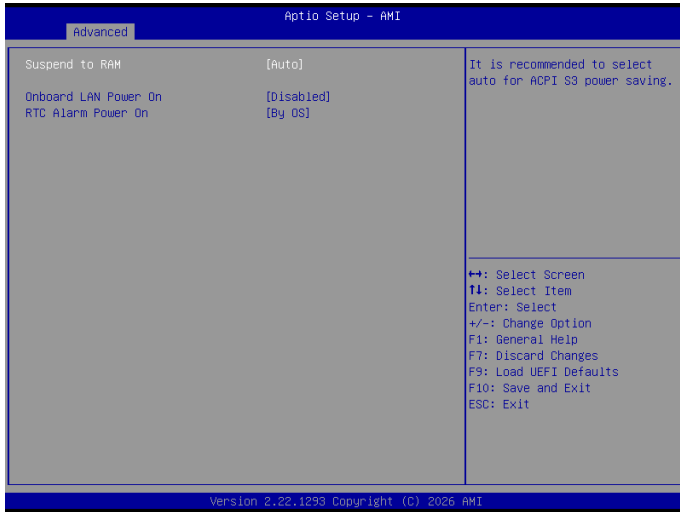 Aptio Setup - AMI
Advanced
Suspend to RAM [Auto]
Onboard LAN Power On [Disabled]
RTC Alarm Power On [By OS]
It is recommended to select
auto for ACPI S3 power saving.
↔: Select Screen
↑↓: Select Item
Enter: Select
+/-: Change Option
F1: General Help
F7: Discard Changes
F9: Load UEFI Defaults
F10: Save and Exit
ESC: Exit
Version 2.22.1293 Copyright (C) 2026 AMI